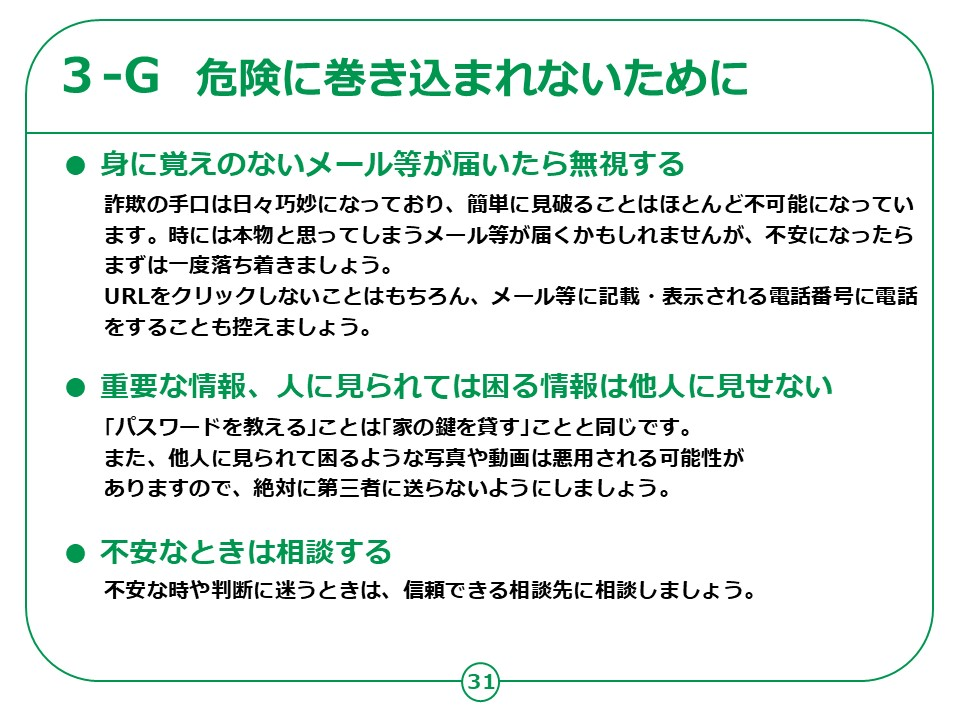 ３-G 危険に巻き込まれないために
● 身に覚えのないメール等が届いたら無視する
詐欺の手口は日々巧妙になっており、簡単に見破ることはほとんど不可能になってい
ます。時には本物と思ってしまうメール等が届くかもしれませんが、不安になったら
まずは一度落ち着きましょう。
URLをクリックしないことはもちろん、メール等に記載・表示される電話番号に電話
をすることも控えましょう。
● 重要な情報、人に見られては困る情報は他人に見せない
｢パスワードを教える｣ことは｢家の鍵を貸す｣ことと同じです。
また、他人に見られて困るような写真や動画は悪用される可能性が
ありますので、絶対に第三者に送らないようにしましょう。
● 不安なときは相談する
不安な時や判断に迷うときは、信頼できる相談先に相談しましょう。
31